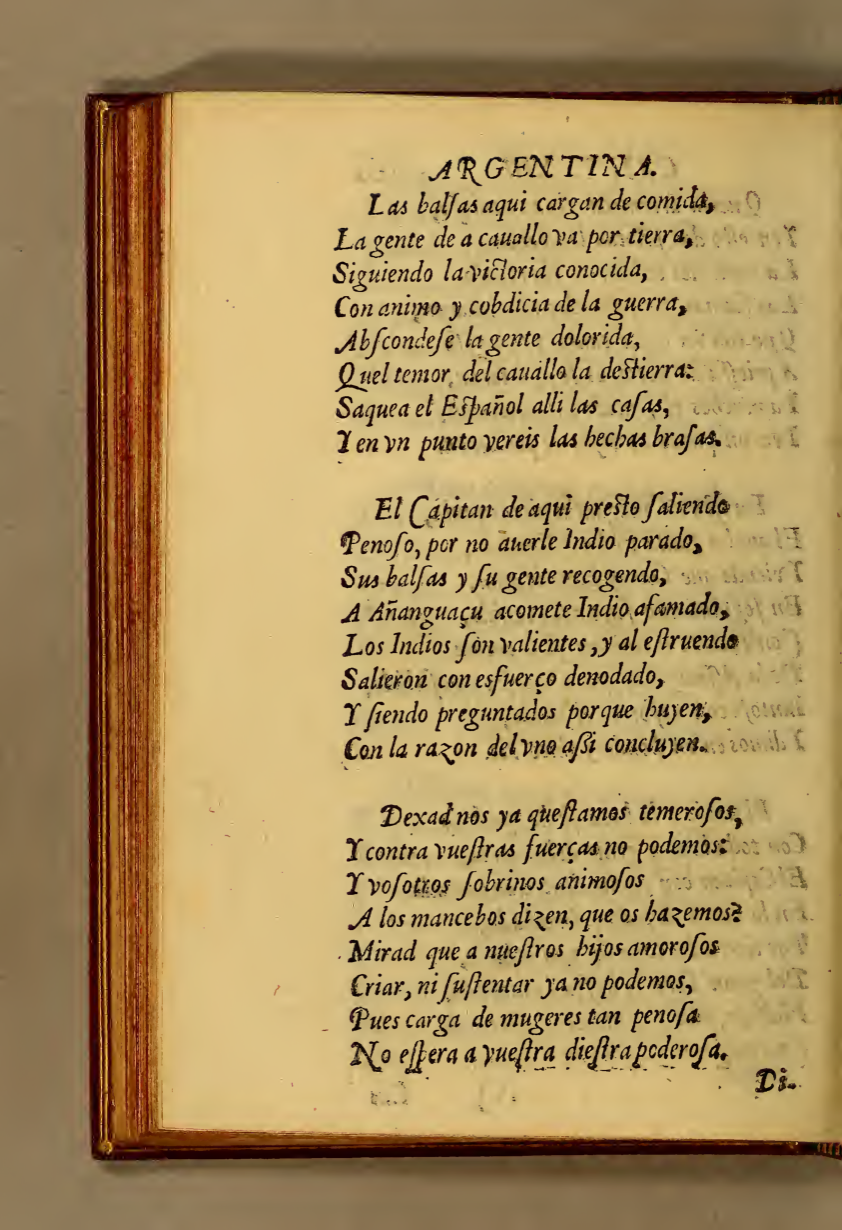 ARGENTINA.
Las balſas aqui cargan de comida,
La gente de a cauallo va por tierra,
Siguiendo la victoria conocida,
Con animo y cobdicia de la guerra,
Abſcondeſe la gente dolorida,
Quel temor del cauallo la deſtierra:
Saquea el Eſpañol alli las caſas,
Y en vn punto vereis las hechas braſas.
El Capitan de aqui preſto ſaliendo
Penoſo, por no auerle Indio parado,
Sus balſas y ſu gente recogendo,
A Añanguaçu acomete Indio afamado,
Los Indios ſon valientes, y al eſtruendo
Salieron con esfuerço denodado,
Y ſiendo preguntados porque huyen,
Con la razon del vno aſsi concluyen.
Dexad nos ya queſtamos temeroſos,
Y contra vueſtras fuerças no podemos:
Y voſotros ſobrinos animoſos
A los mancebos dizen, que os hazemos?
Mirad que a nueſtros hijos amoroſos
Criar, ni ſuſtentar ya no podemos,
Pues carga de mugeres tan penoſa
No eſpera a vueſtra dieſtra poderoſa.
Di.